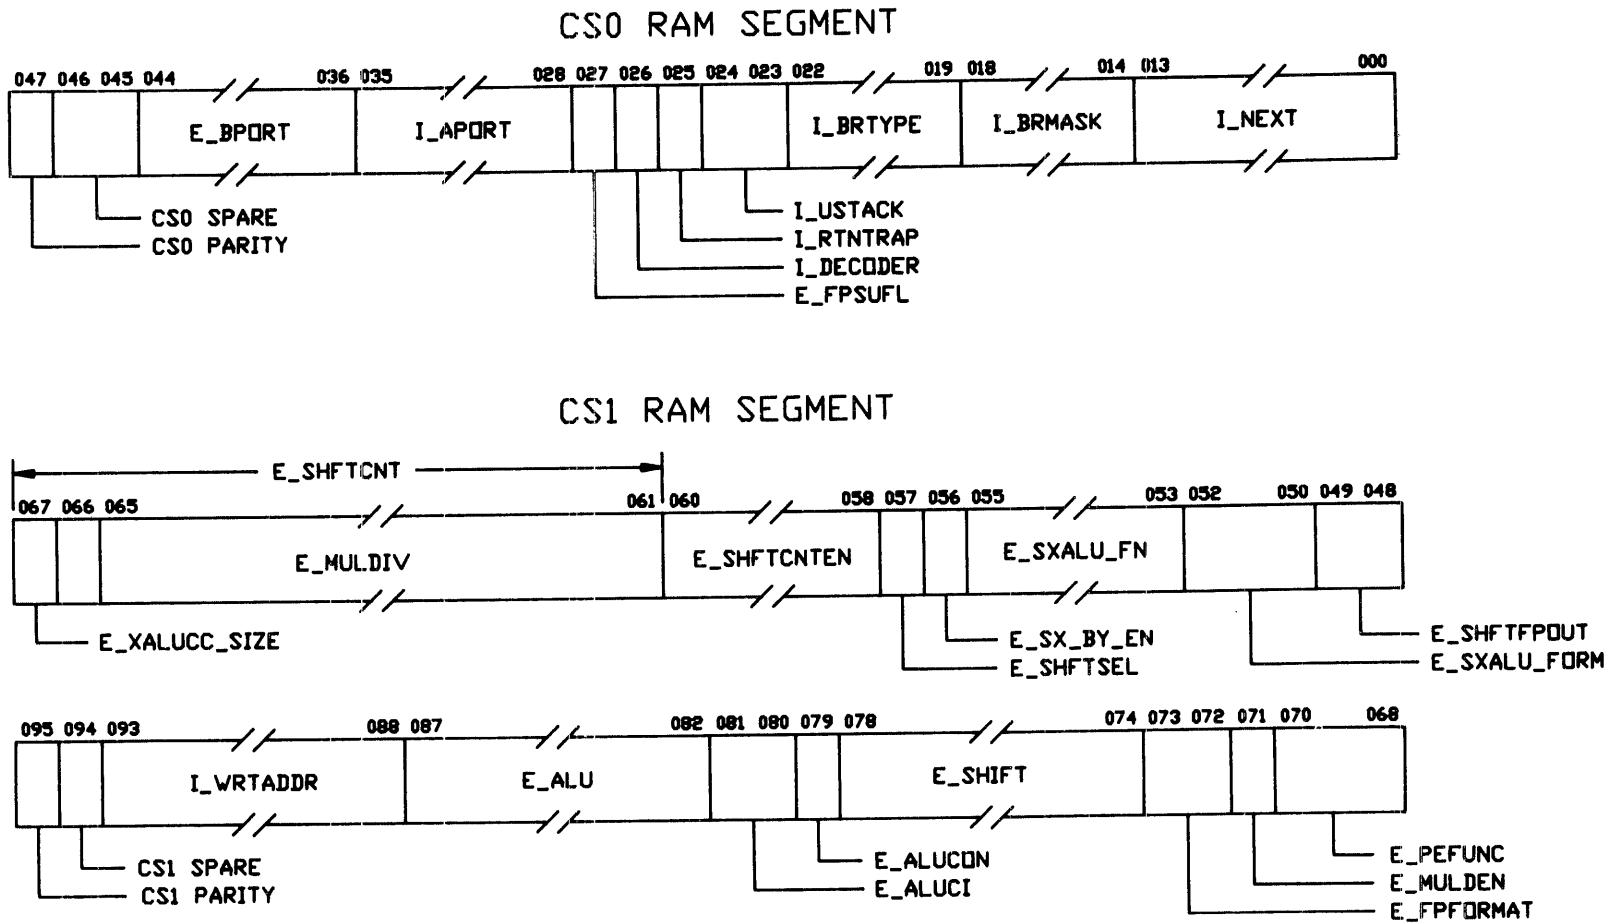 CS0 RAM SEGMENT
047 046 045 044 036 035 028 027 026 025 024 023 022 019 018 014 013 000
E_BPORT I_APORT I_BRTYPE I_BRMASK I_NEXT
CS0 SPARE
CS0 PARITY
I_USTACK
I_RTNTRAP
I_DECODER
E_FPSUFL
CS1 RAM SEGMENT
E_SHFTCNT
067 066 065 061 060 058 057 056 055 053 052 050 049 048
E_MULDIV E_SHFTCNTEN E_SXALU_FN
E_XALUCC_SIZE
E_SX_BY_EN
E_SHFTSEL
E_SHFTFPOUT
E_SXALU_FORM
095 094 093 088 087 082 081 080 079 078 074 073 072 071 070 068
I_WRTADDR E_ALU E_SHIFT
CS1 SPARE
CS1 PARITY
E_ALUCON
E_ALUCI
E_PEFUNC
E_MULDEN
E_FPFORMAT